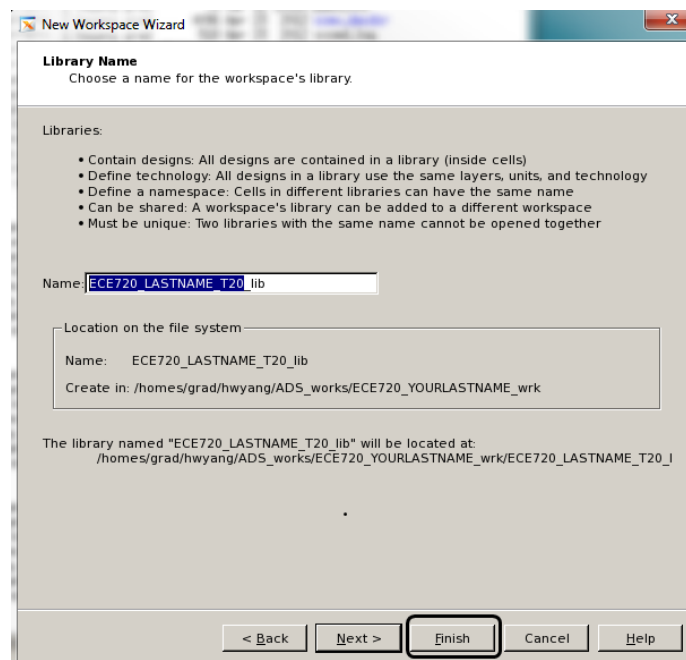 New Workspace Wizard
Library Name
Choose a name for the workspace's library.
Libraries:
• Contain designs: All designs are contained in a library (inside cells)
• Define technology: All designs in a library use the same layers, units, and technology
• Define a namespace: Cells in different libraries can have the same name
• Can be shared: A workspace's library can be added to a different workspace
• Must be unique: Two libraries with the same name cannot be opened together
Name: ECE720_LASTNAME_T20_lib
Location on the file system
Name: ECE720_LASTNAME_T20_lib
Create in: /homes/grad/hwyang/ADS_works/ECE720_YOURLASTNAME_wrk
The library named "ECE720_LASTNAME_T20_lib" will be located at:
/homes/grad/hwyang/ADS_works/ECE720_YOURLASTNAME_wrk/ECE720_LASTNAME_T20_l
< Back Next > Finish Cancel Help